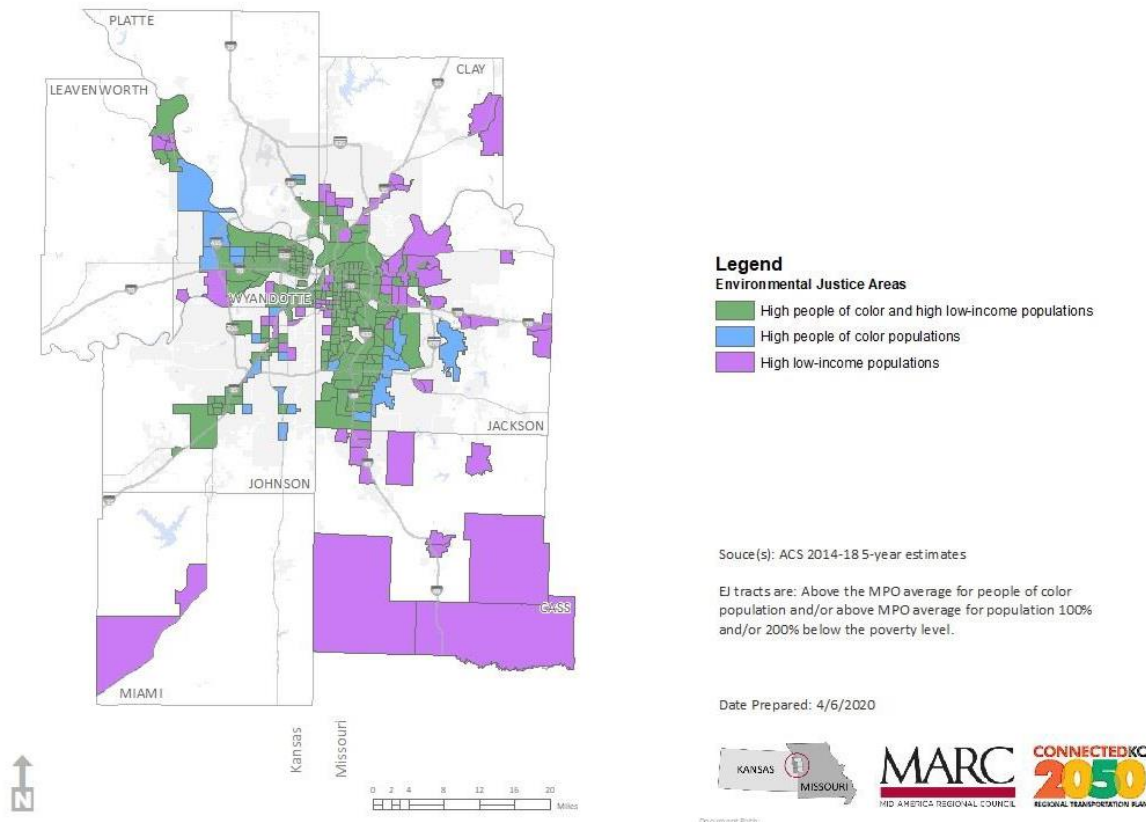 PLATTE
CLAY
LEAVENWORTH
WYANDOTTE
JACKSON
JOHNSON
CASS
MIAMI
Kansas
Missouri
N
0 2 4 8 12 16 20
Miles
Legend
Environmental Justice Areas
High people of color and high low-income populations
High people of color populations
High low-income populations
Souce(s): ACS 2014-18 5-year estimates
EJ tracts are: Above the MPO average for people of color
population and/or above MPO average for population 100%
and/or 200% below the poverty level.
Date Prepared: 4/6/2020
KANSAS
MISSOURI
MARC
MID-AMERICA REGIONAL COUNCIL
CONNECTEDKC
2050
REGIONAL TRANSPORTATION PLAN